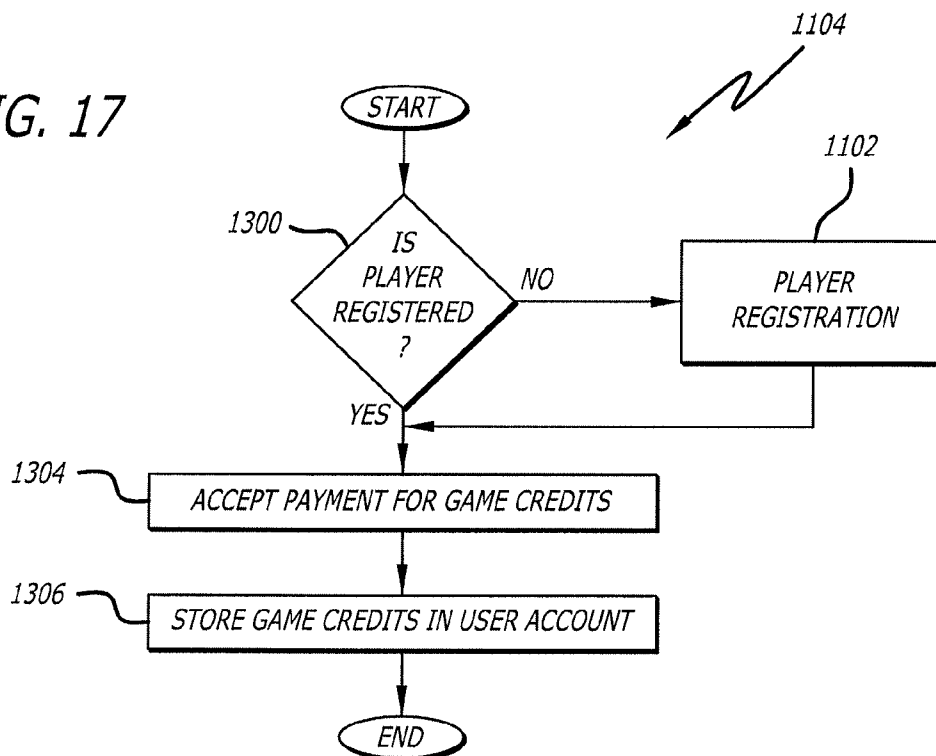 1104
IG. 17
START
1102
1300
IS
PLAYER
REGISTERED
?
NO
PLAYER
REGISTRATION
YES
1304
ACCEPT PAYMENT FOR GAME CREDITS
1306
STORE GAME CREDITS IN USER ACCOUNT
END